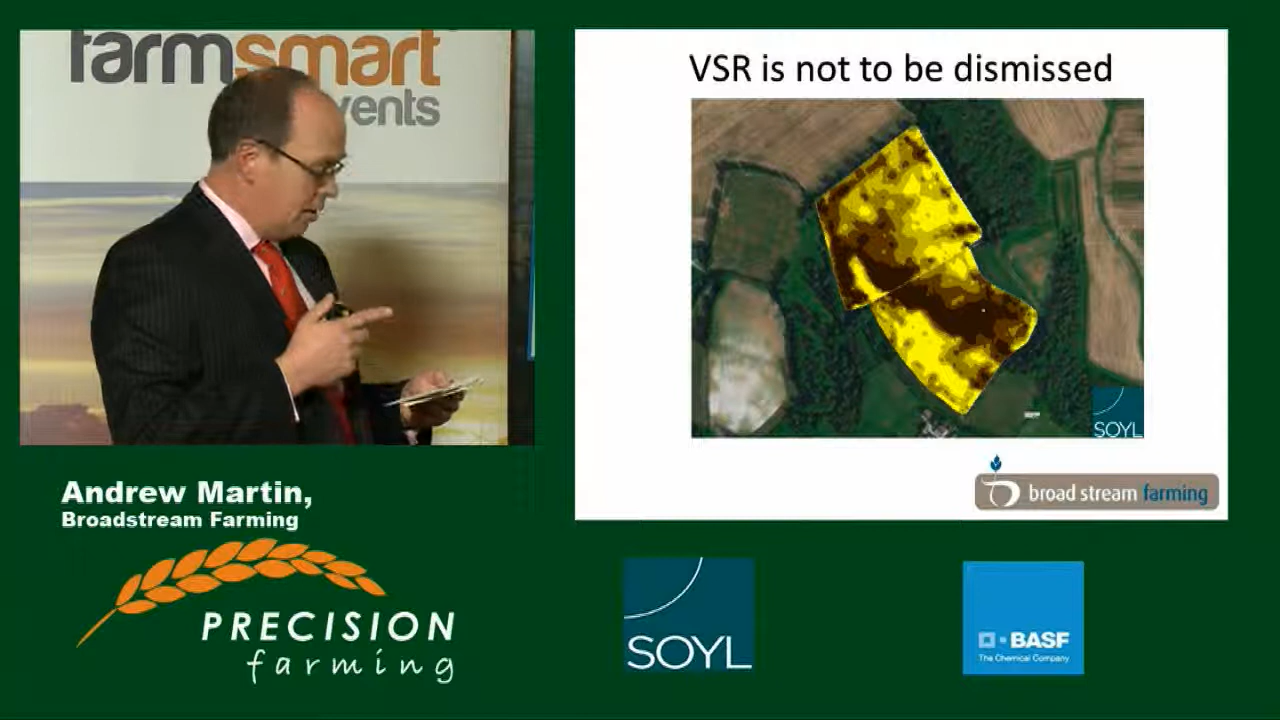 farmsmart
vents
VSR is not to be dismissed
SOYL
broad stream farming
Andrew Martin,
Broadstream Farming
PRECISION
farming
SOYL
BASF
The Chemical Company